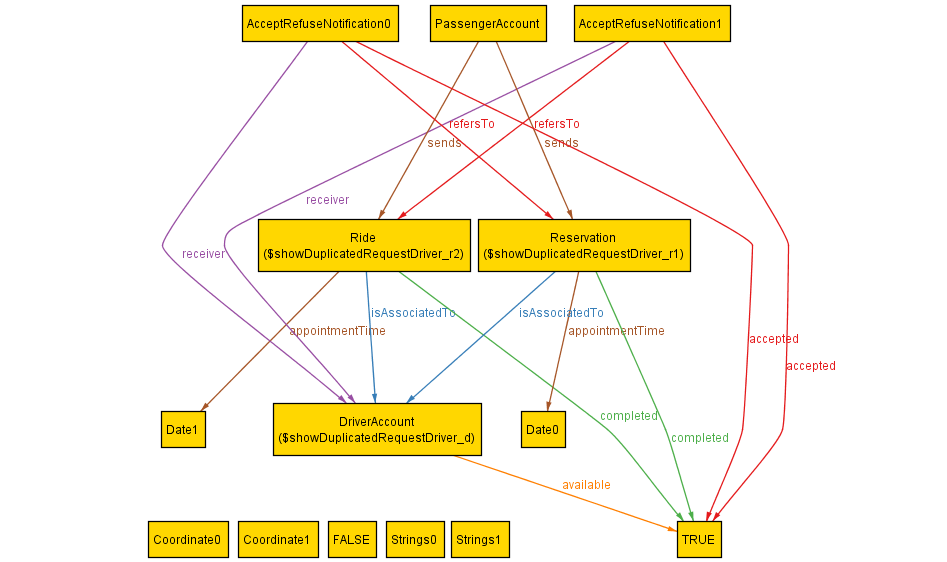 AcceptRefuseNotification0
PassengerAccount
AcceptRefuseNotification1
refersTo
refersTo
sends
sends
receiver
Ride
($showDuplicatedRequestDriver_r2)
Reservation
($showDuplicatedRequestDriver_r1)
receiver
isAssociatedTo
isAssociatedTo
appointmentTime
appointmentTime
accepted
accepted
Date1
DriverAccount
($showDuplicatedRequestDriver_d)
Date0
completed
completed
available
Coordinate0
Coordinate1
FALSE
Strings0
Strings1
TRUE